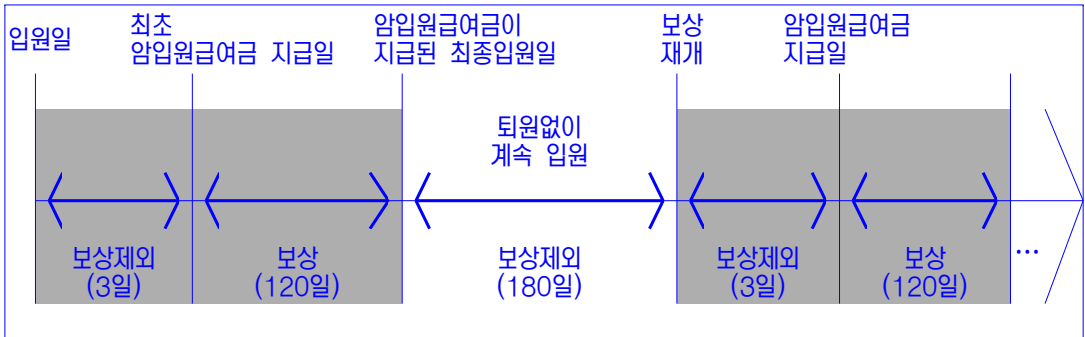 입원일
최초
암입원급여금 지급일
암입원급여금이
지급된 최종입원일
보상
재개
암입원급여금
지급일
퇴원없이
계속 입원
보상제외
(3일)
보상
(120일)
보상제외
(180일)
보상제외
(3일)
보상
(120일)
…